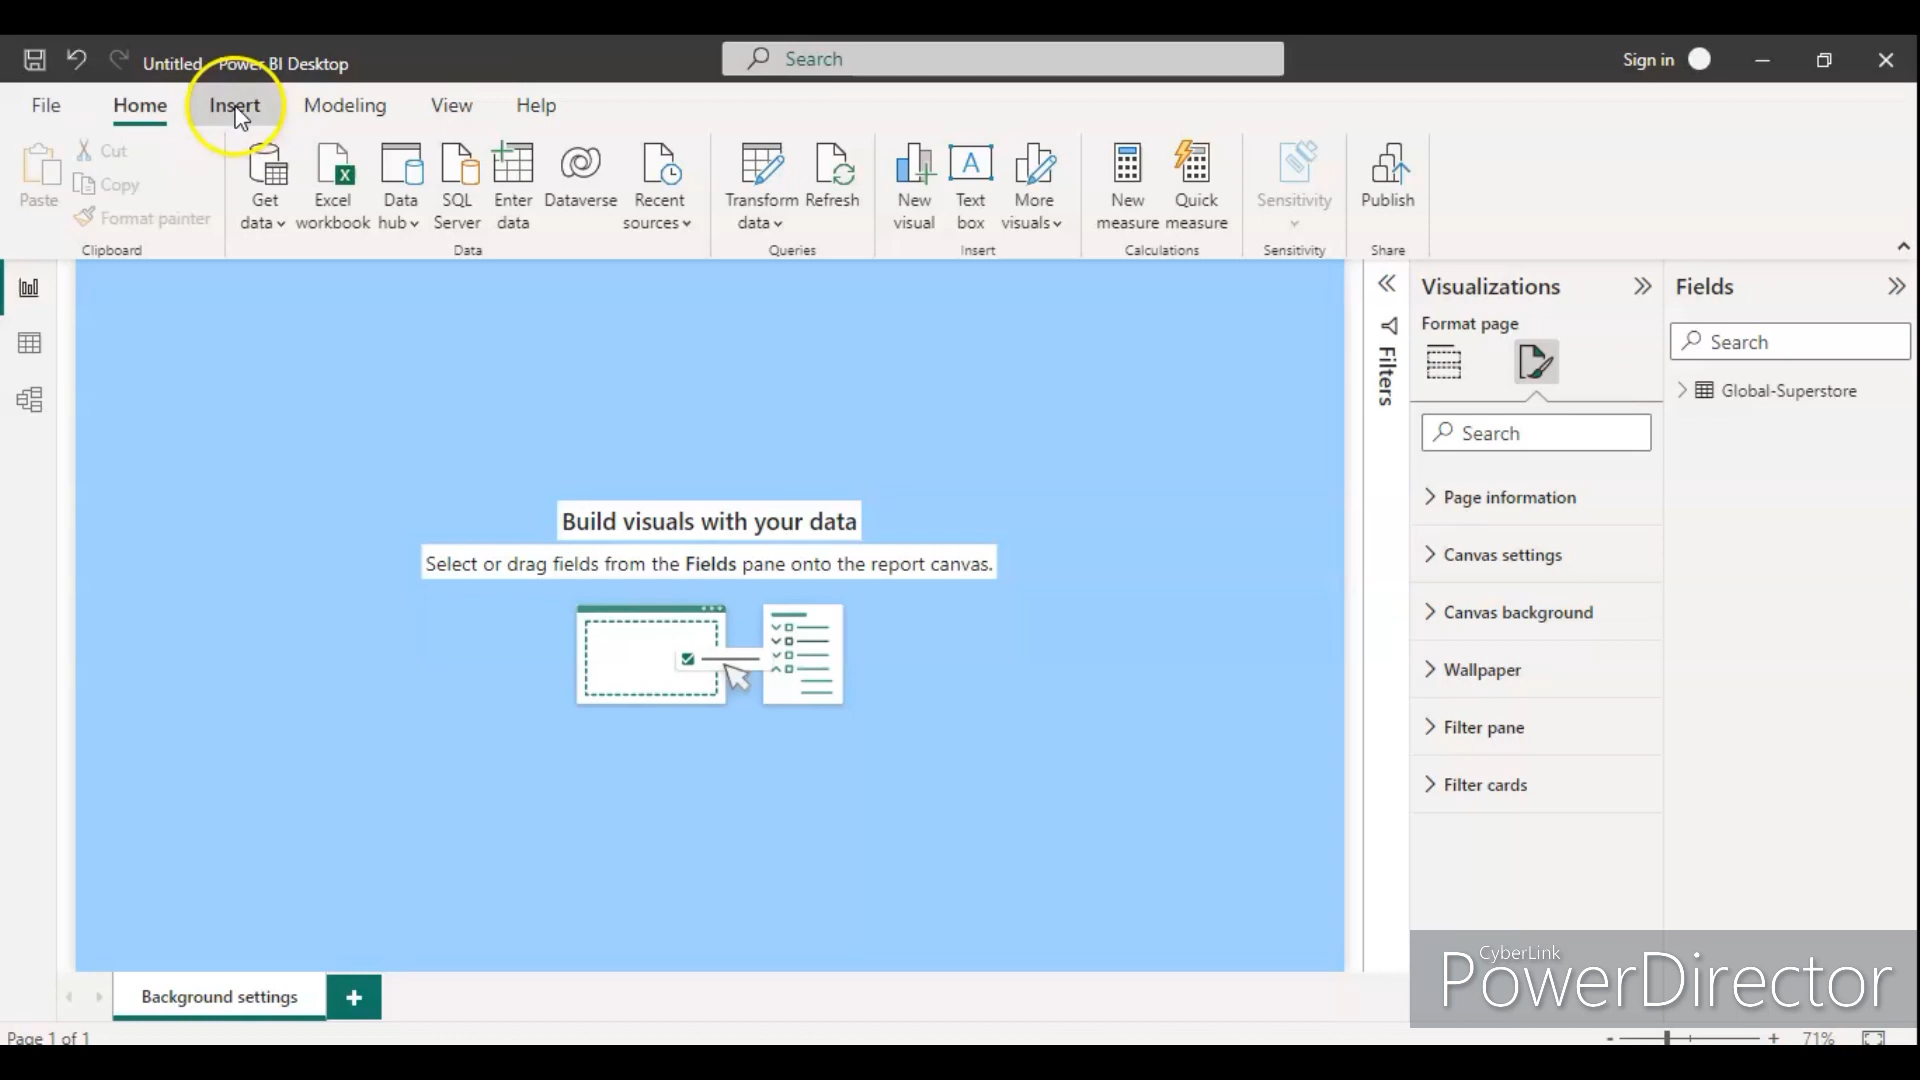 Untitled - Power BI Desktop
Search
Sign in
File Home Insert Modeling View Help
Paste
Cut
Copy
Format painter
Clipboard
Get data
Excel workbook
Data hub
SQL Server
Enter data
Dataverse
Recent sources
Data
Transform data
Refresh
Queries
New visual
Text box
More visuals
Insert
New measure
Quick measure
Calculations
Sensitivity
Sensitivity
Publish
Share
Build visuals with your data
Select or drag fields from the Fields pane onto the report canvas.
Filters
Visualizations
Format page
Search
Page information
Canvas settings
Canvas background
Wallpaper
Filter pane
Filter cards
Fields
Search
Global-Superstore
CyberLink
PowerDirector
Background settings
+
Page 1 of 1
- + 71%